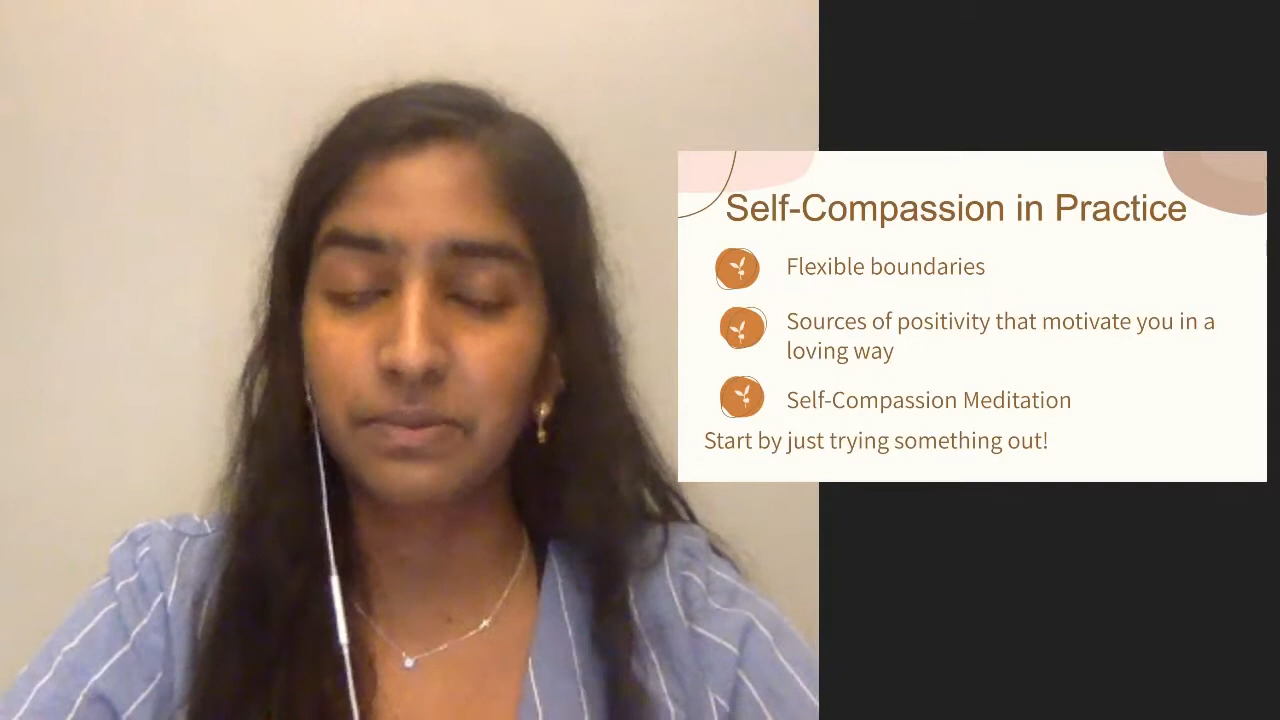 Self-Compassion in Practice
Flexible boundaries
Sources of positivity that motivate you in a
loving way
Self-Compassion Meditation
Start by just trying something out!